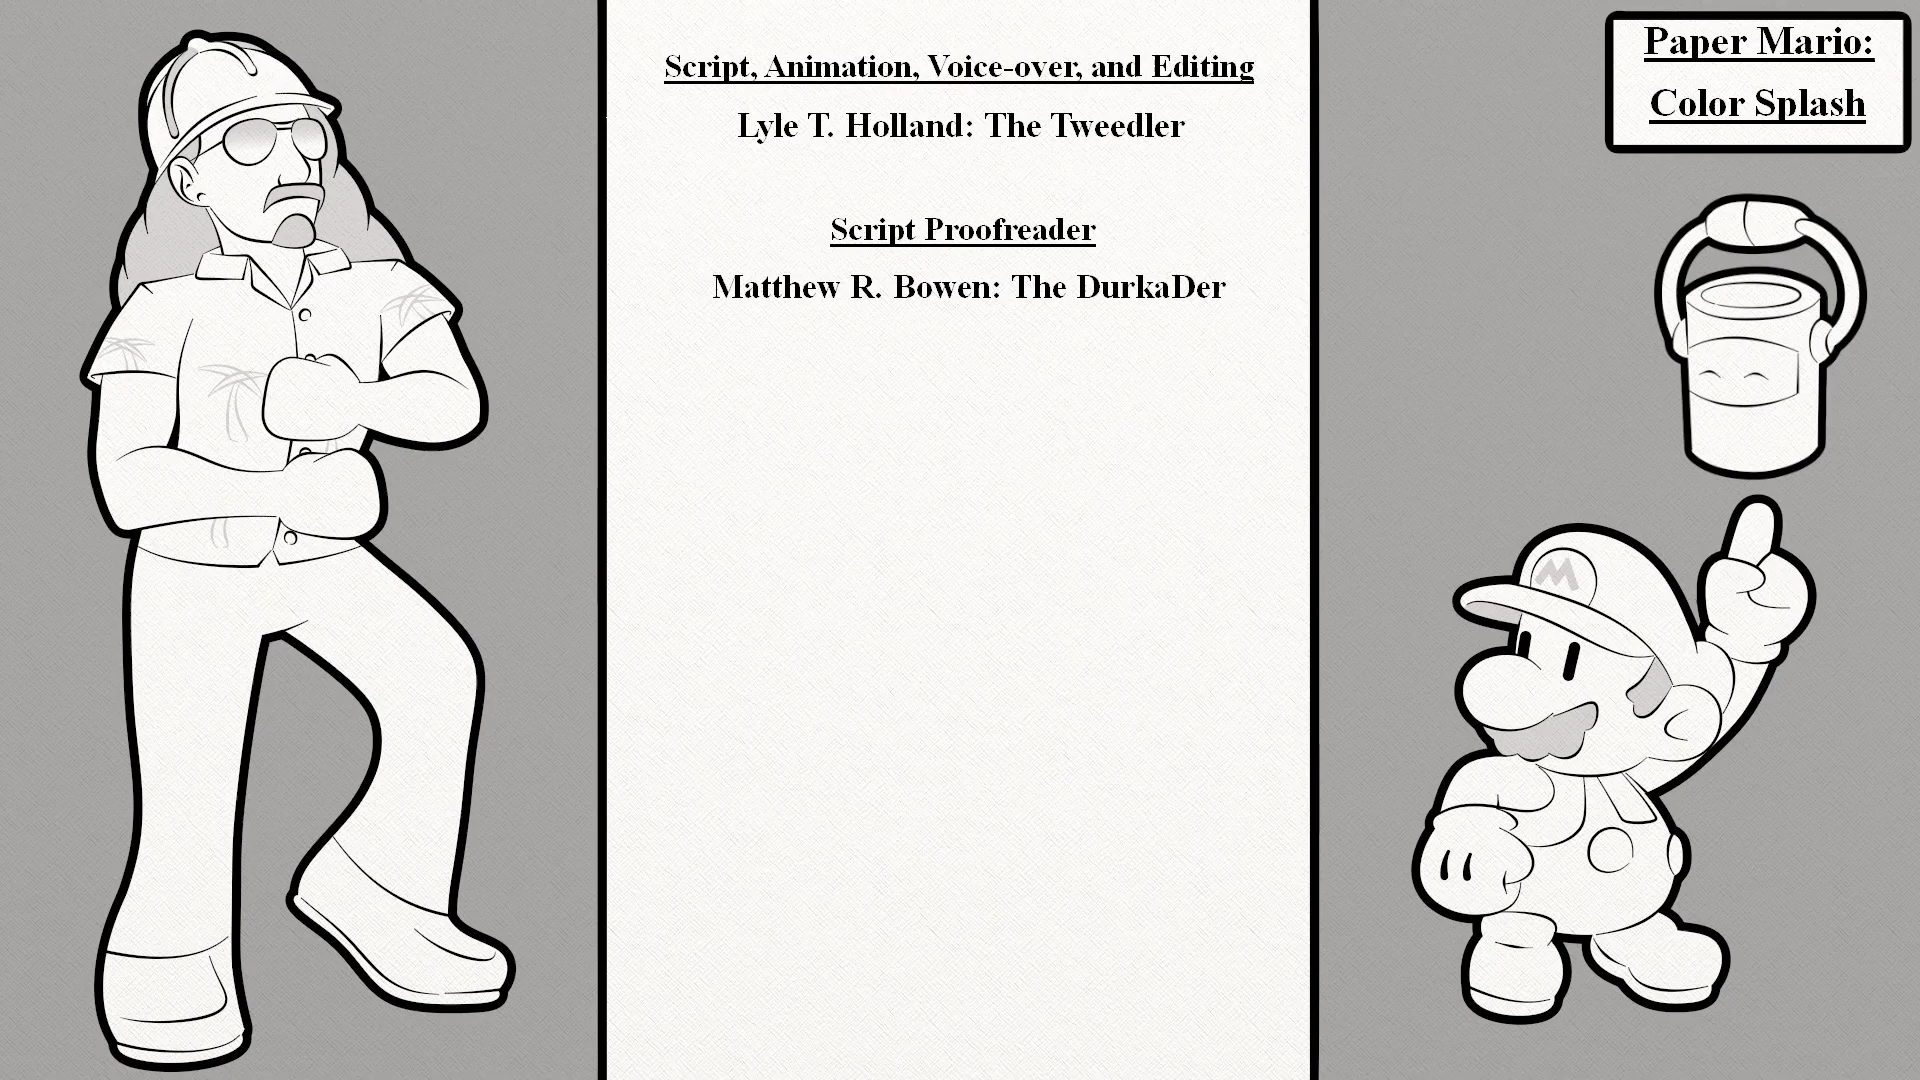 Script, Animation, Voice-over, and Editing
Lyle T. Holland: The Tweedler
Script Proofreader
Matthew R. Bowen: The DurkaDer
Paper Mario:
Color Splash
M